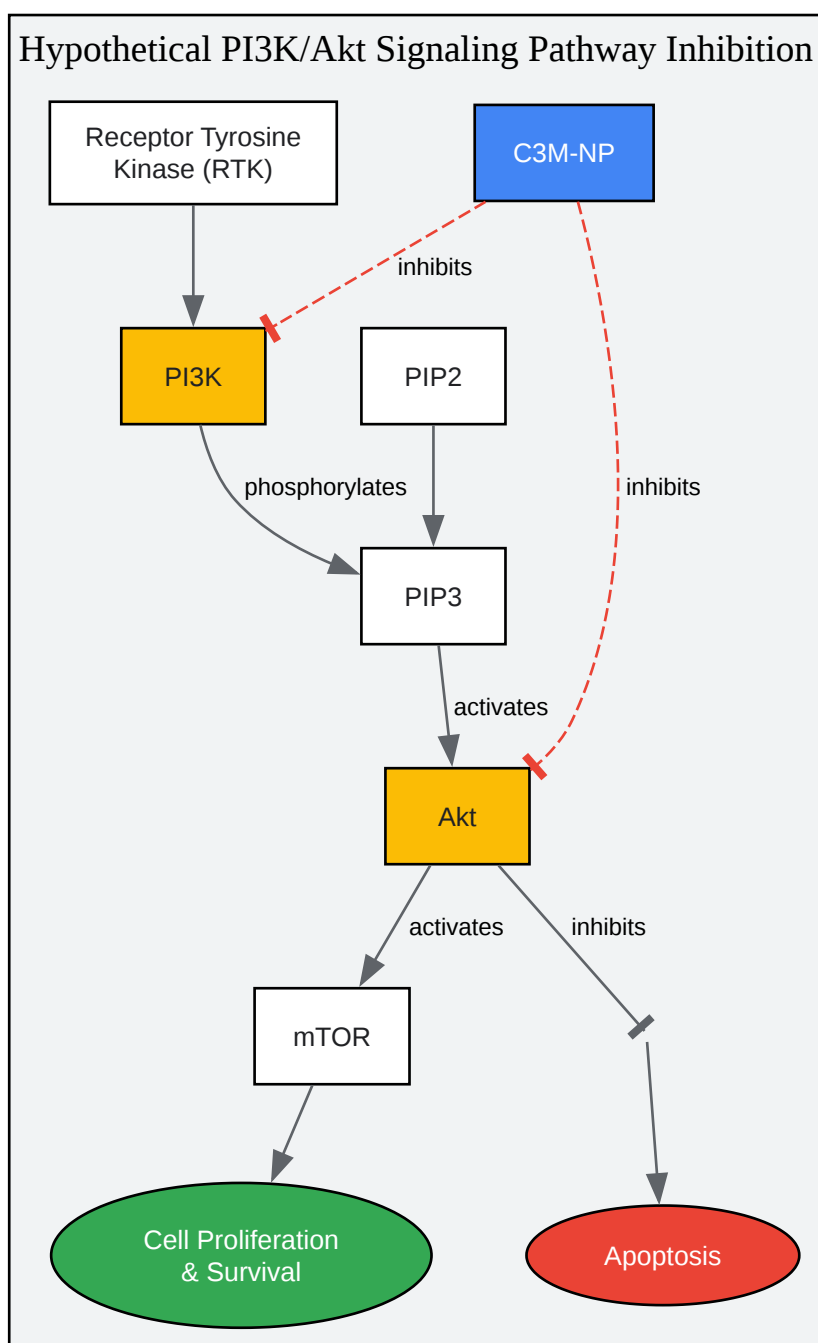 Hypothetical PI3K/Akt Signaling Pathway Inhibition
Receptor Tyrosine
Kinase (RTK)
C3M-NP
inhibits
PI3K
PIP2
phosphorylates
inhibits
PIP3
activates
Akt
activates
inhibits
mTOR
Cell Proliferation
& Survival
Apoptosis